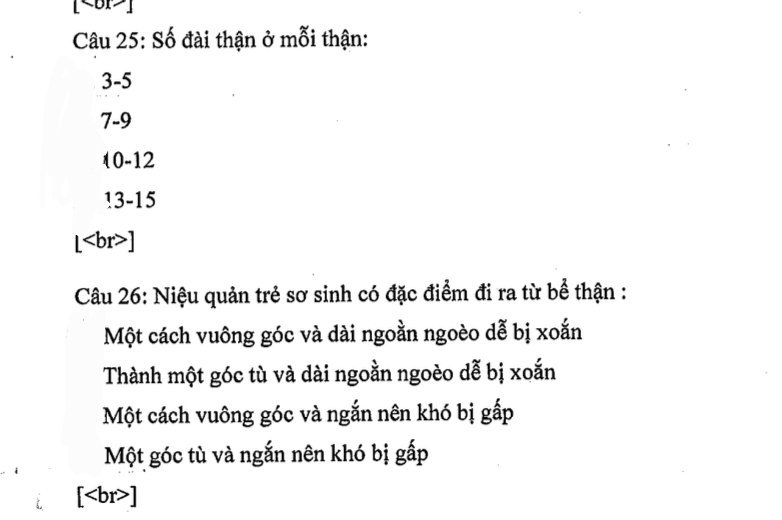 [<br>]
Câu 25: Số đài thận ở mỗi thận:
3-5
7-9
10-12
13-15
[<br>]
Câu 26: Niệu quản trẻ sơ sinh có đặc điểm đi ra từ bể thận :
Một cách vuông góc và dài ngoằn ngoèo dễ bị xoắn
Thành một góc tù và dài ngoằn ngoèo dễ bị xoắn
Một cách vuông góc và ngắn nên khó bị gấp
Một góc tù và ngắn nên khó bị gấp
[<br>]